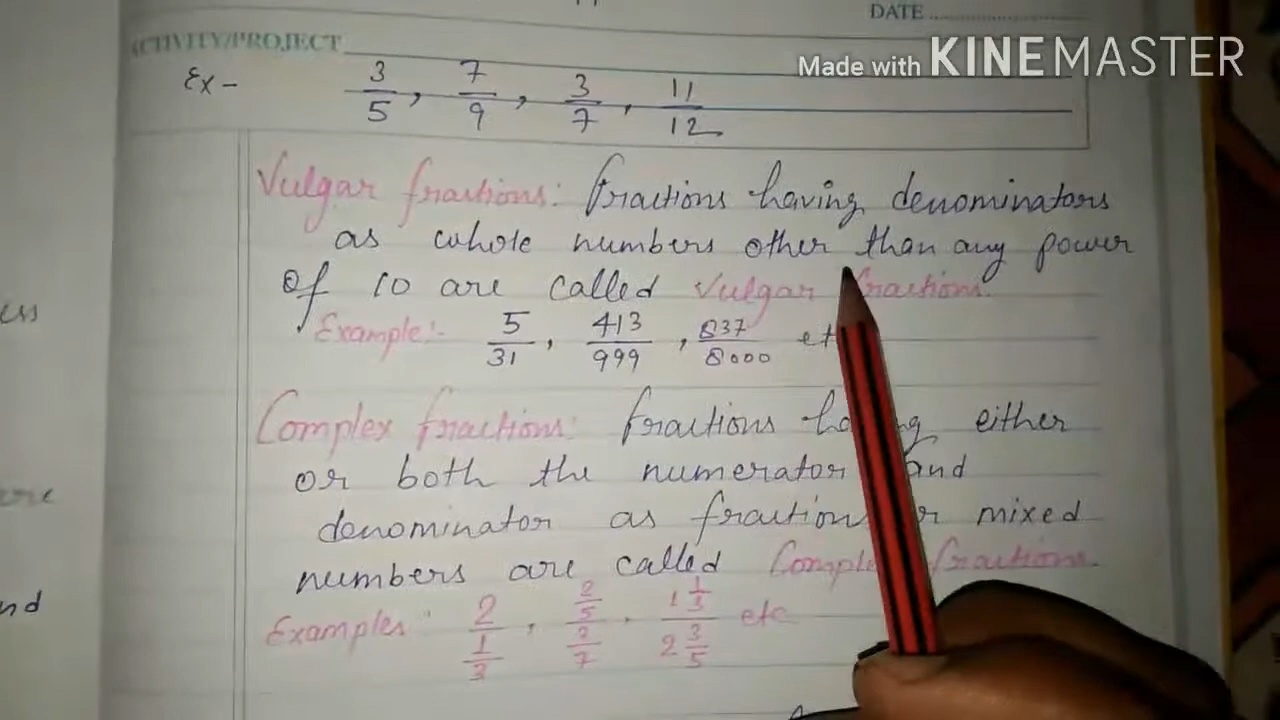 DATE
ACTIVITY/PROJECT
Made with KINEMASTER
Ex - 3/5, 7/9, 3/7, 11/12
Vulgar fractions: fractions having denominators
as whole numbers other than any power
of 10 are called Vulgar fractions.
Example:- 5/31, 413/999, 837/8000
Complex fractions: fractions having either
or both the numerator and
denominator as fraction or mixed
numbers are called Complex fractions.
Examples: 2/(1/3), (2/5)/(2/7), (1 1/3)/(2 3/5) etc
nd